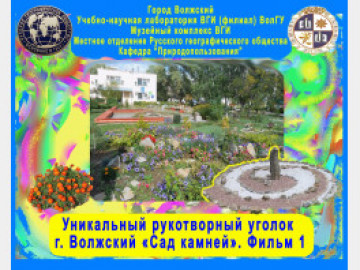 Город Волжский
Учебно-научная лаборатория ВГИ (филиал) ВолГУ
Музейный комплекс ВГИ
Местное отделение Русского географического общества
Кафедра "Природопользования"
Уникальный рукотворный уголок
г. Волжский «Сад камней». Фильм 1